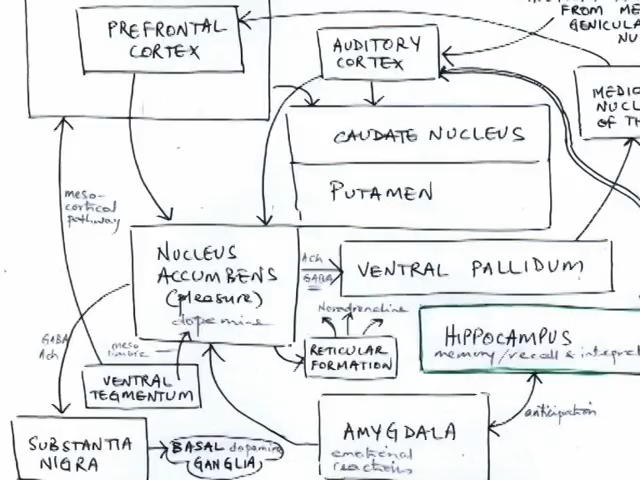 FROM ME
GENICULA
NU
PREFRONTAL
CORTEX
AUDITORY
CORTEX
MEDIO
NUCL
OF TH
CAUDATE NUCLEUS
PUTAMEN
meso-
cortical
pathway
NUCLEUS
ACCUMBENS
(pleasure)
dopamine
Ach
GABA
VENTRAL PALLIDUM
Noradrenaline
HIPPOCAMPUS
memory/recall & integrat
GABA
Ach
meso
limbic
RETICULAR
FORMATION
VENTRAL
TEGMENTUM
anticipation
SUBSTANTIA
NIGRA
BASAL dopamine
GANGLIA
AMYGDALA
emotional
reactions